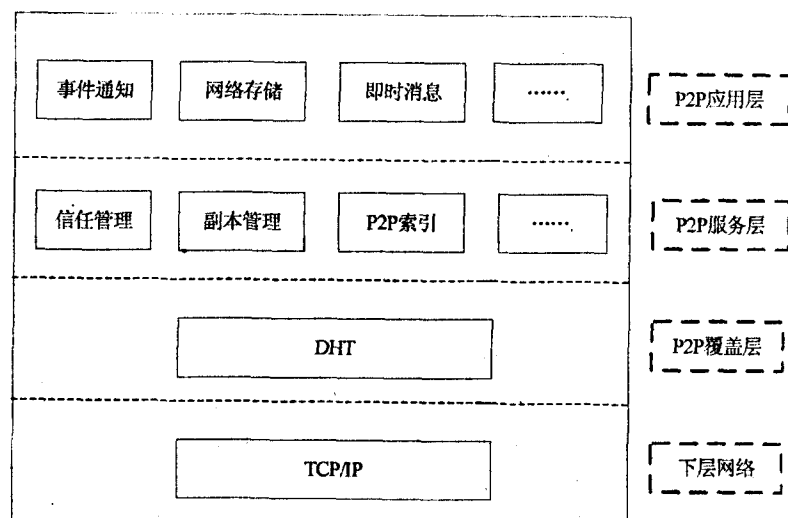 事件通知 网络存储 即时消息 ……. P2P应用层
信任管理 副本管理 P2P索引 ……. P2P服务层
DHT P2P覆盖层
TCP/IP 下层网络